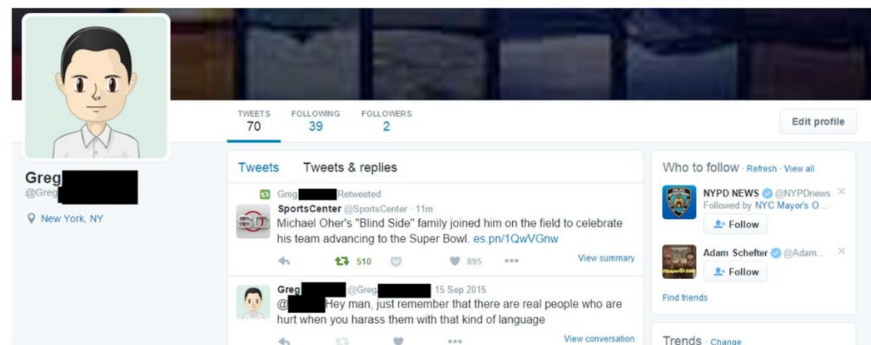 TWEETS FOLLOWING FOLLOWERS
70 39 2
Edit profile
Greg
@Greg
New York, NY
Tweets Tweets & replies
Greg Retweeted
SportsCenter @SportsCenter · 11m
Michael Oher's "Blind Side" family joined him on the field to celebrate
his team advancing to the Super Bowl. es.pn/1QwVGnw
510 895 View summary
Greg @Greg 15 Sep 2015
@ Hey man, just remember that there are real people who are
hurt when you harass them with that kind of language
View conversation
Who to follow · Refresh · View all
NYPD NEWS @NYPDnews
Followed by NYC Mayor's O...
Follow
Adam Schefter @Adam...
Follow
Find friends
Trends · Change